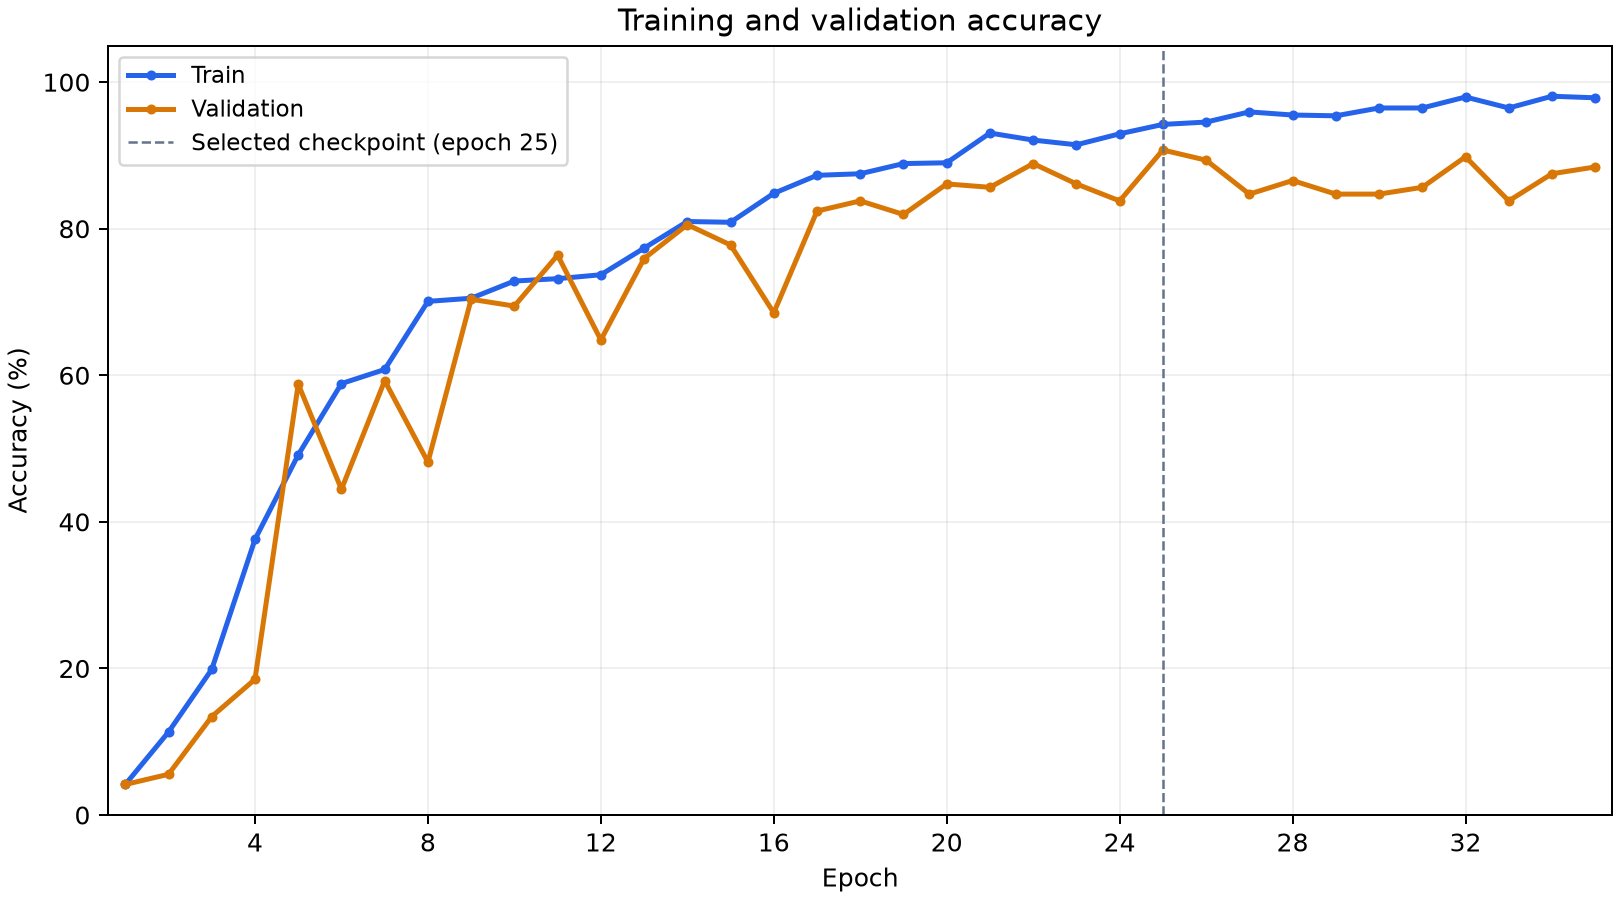 Training and validation accuracy
Train
Validation
Selected checkpoint (epoch 25)
100
80
60
40
20
0
Accuracy (%)
4 8 12 16 20 24 28 32
Epoch